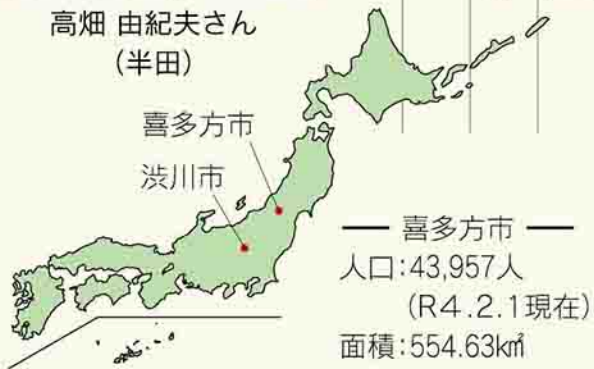 高畑 由紀夫さん
(半田)
喜多方市
渋川市
── 喜多方市 ──
人口:43,957人
(R4.2.1現在)
面積:554.63㎢